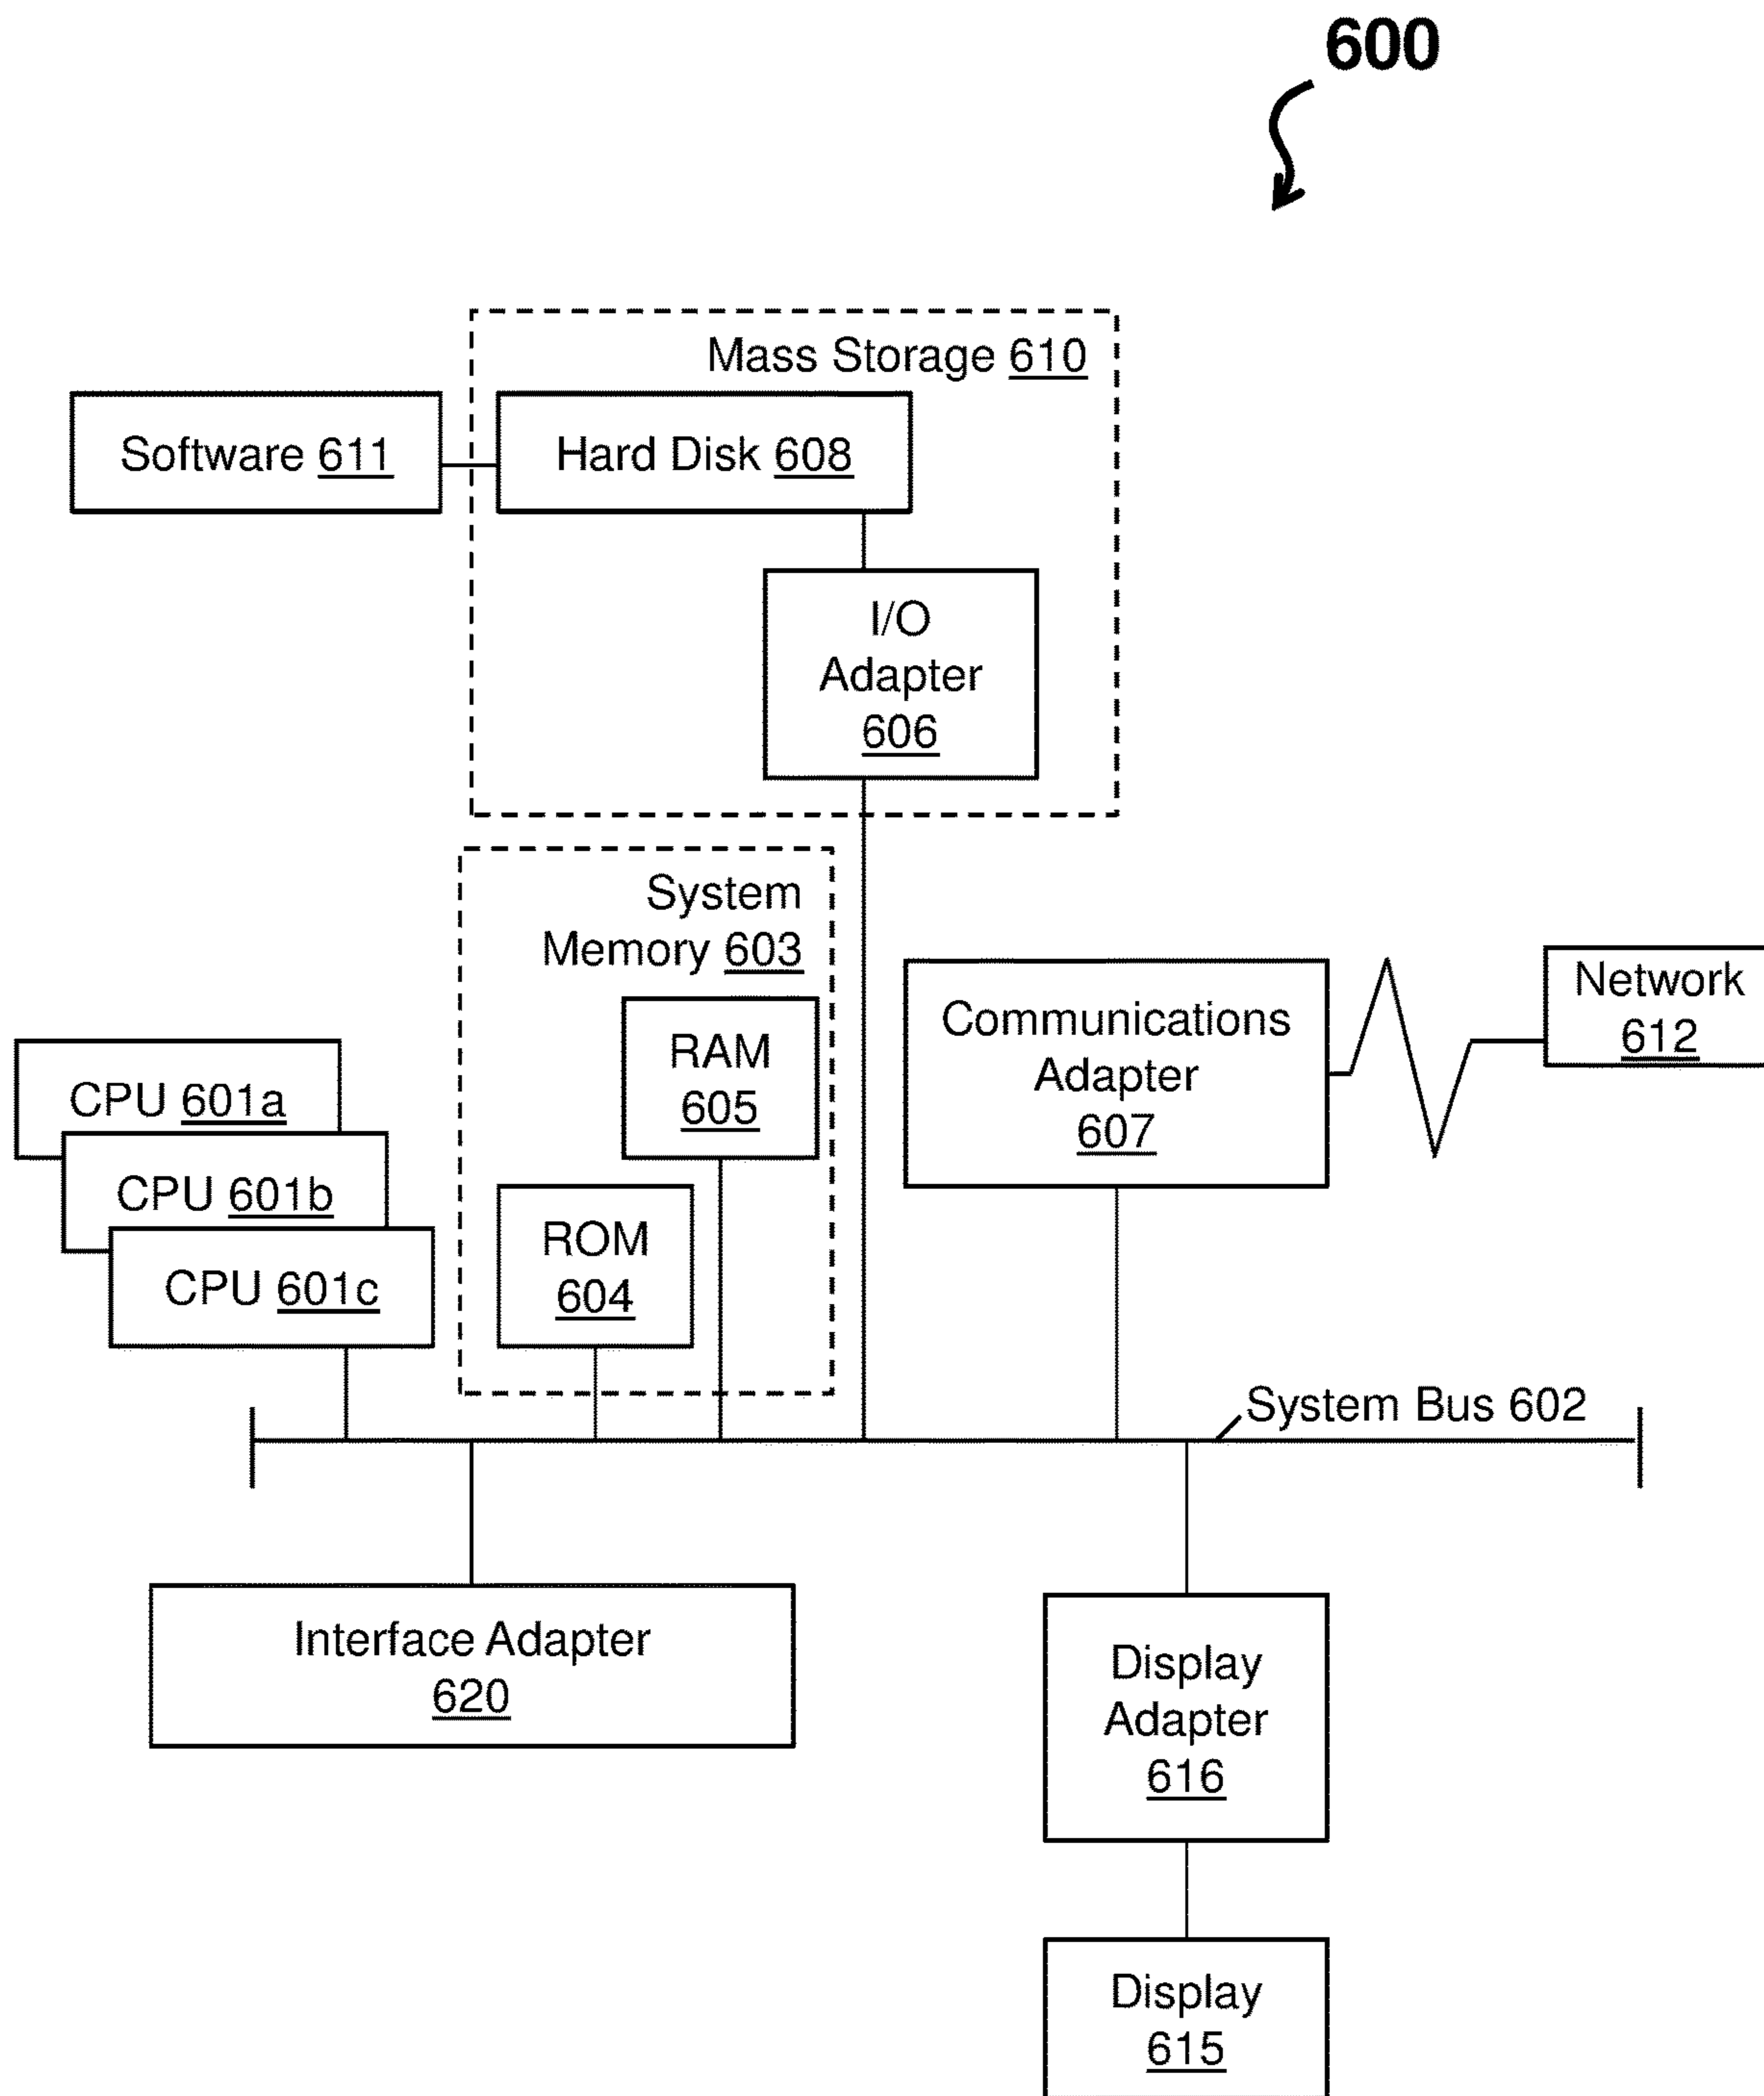 600
Mass Storage 610
Software 611
Hard Disk 608
I/O
Adapter
606
System
Memory 603
RAM
605
ROM
604
Communications
Adapter
607
Network
612
CPU 601a
CPU 601b
CPU 601c
System Bus 602
Interface Adapter
620
Display
Adapter
616
Display
615